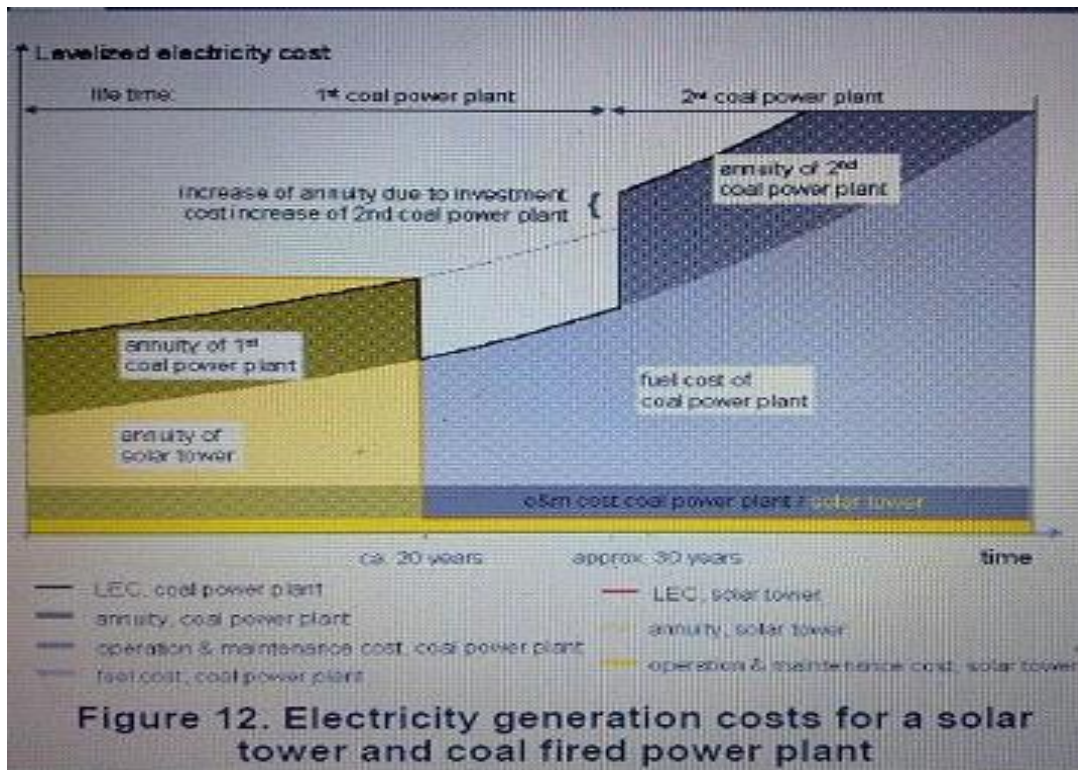 Levelized electricity cost
life time: 1st coal power plant 2nd coal power plant
increase of annuity due to investment
cost increase of 2nd coal power plant
{
annuity of 2nd
coal power plant
annuity of 1st
coal power plant
fuel cost of
coal power plant
annuity of
solar tower
o&m cost coal power plant / solar tower
ca. 20 years approx. 30 years time
LEC, coal power plant
annuity, coal power plant
operation & maintenance cost, coal power plant
fuel cost, coal power plant
LEC, solar tower
annuity, solar tower
operation & maintenance cost, solar tower
Figure 12. Electricity generation costs for a solar
tower and coal fired power plant